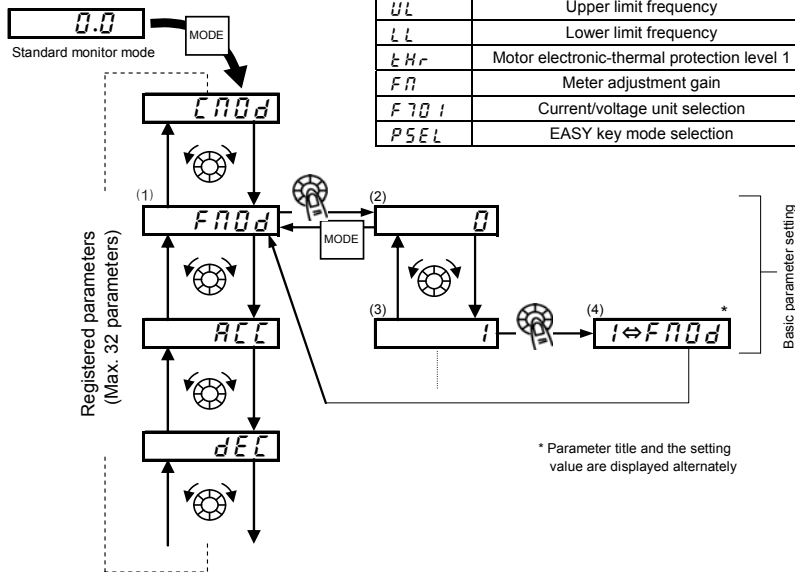 0.0
MODE
Standard monitor mode
UL Upper limit frequency
LL Lower limit frequency
tHr Motor electronic-thermal protection level 1
FM Meter adjustment gain
F701 Current/voltage unit selection
PSEL EASY key mode selection
CMOd
(1)
FMOd
(2)
0
MODE
(3)
1
(4)
1⇔FMOd
*
ACC
dEC
Registered parameters
(Max. 32 parameters)
Basic parameter setting
* Parameter title and the setting
value are displayed alternately